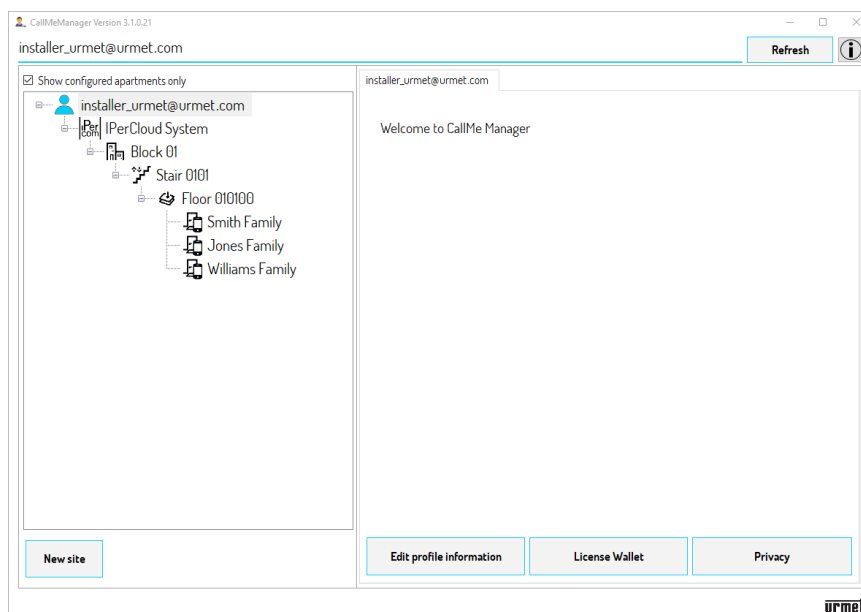 CallMeManager Version 3.1.0.21
installer_urmet@urmet.com
Refresh
Show configured apartments only
installer_urmet@urmet.com
IPerCloud System
Block 01
Stair 0101
Floor 010100
Smith Family
Jones Family
Williams Family
New site
installer_urmet@urmet.com
Welcome to CallMe Manager
Edit profile information
License Wallet
Privacy
urmet